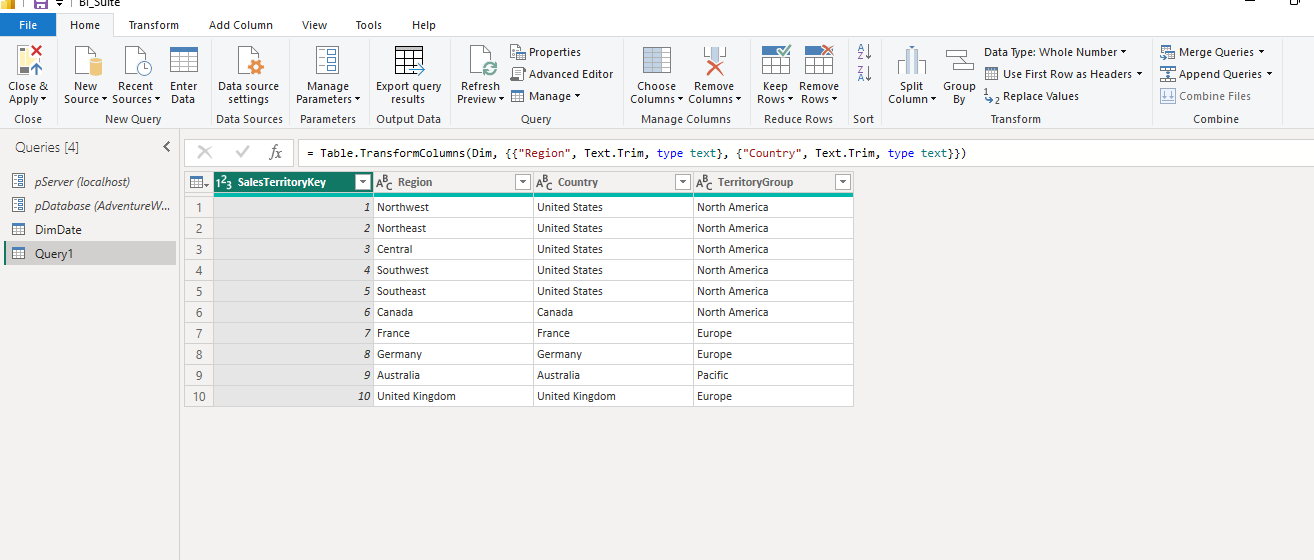 BI_Suite
File Home Transform Add Column View Tools Help
Close & Apply
New Source
Recent Sources
Enter Data
Data source settings
Manage Parameters
Export query results
Refresh Preview
Properties
Advanced Editor
Manage
Choose Columns
Remove Columns
Keep Rows
Remove Rows
A Z
Z A
Split Column
Group By
Data Type: Whole Number
Use First Row as Headers
1 2 Replace Values
Merge Queries
Append Queries
Combine Files
Close New Query Data Sources Parameters Output Data Query Manage Columns Reduce Rows Sort Transform Combine
Queries [4]
fx = Table.TransformColumns(Dim, {{"Region", Text.Trim, type text}, {"Country", Text.Trim, type text}})
pServer (localhost)
pDatabase (AdventureW...
DimDate
Query1
123 SalesTerritoryKey ABC Region ABC Country ABC TerritoryGroup
1 1 Northwest United States North America
2 2 Northeast United States North America
3 3 Central United States North America
4 4 Southwest United States North America
5 5 Southeast United States North America
6 6 Canada Canada North America
7 7 France France Europe
8 8 Germany Germany Europe
9 9 Australia Australia Pacific
10 10 United Kingdom United Kingdom Europe